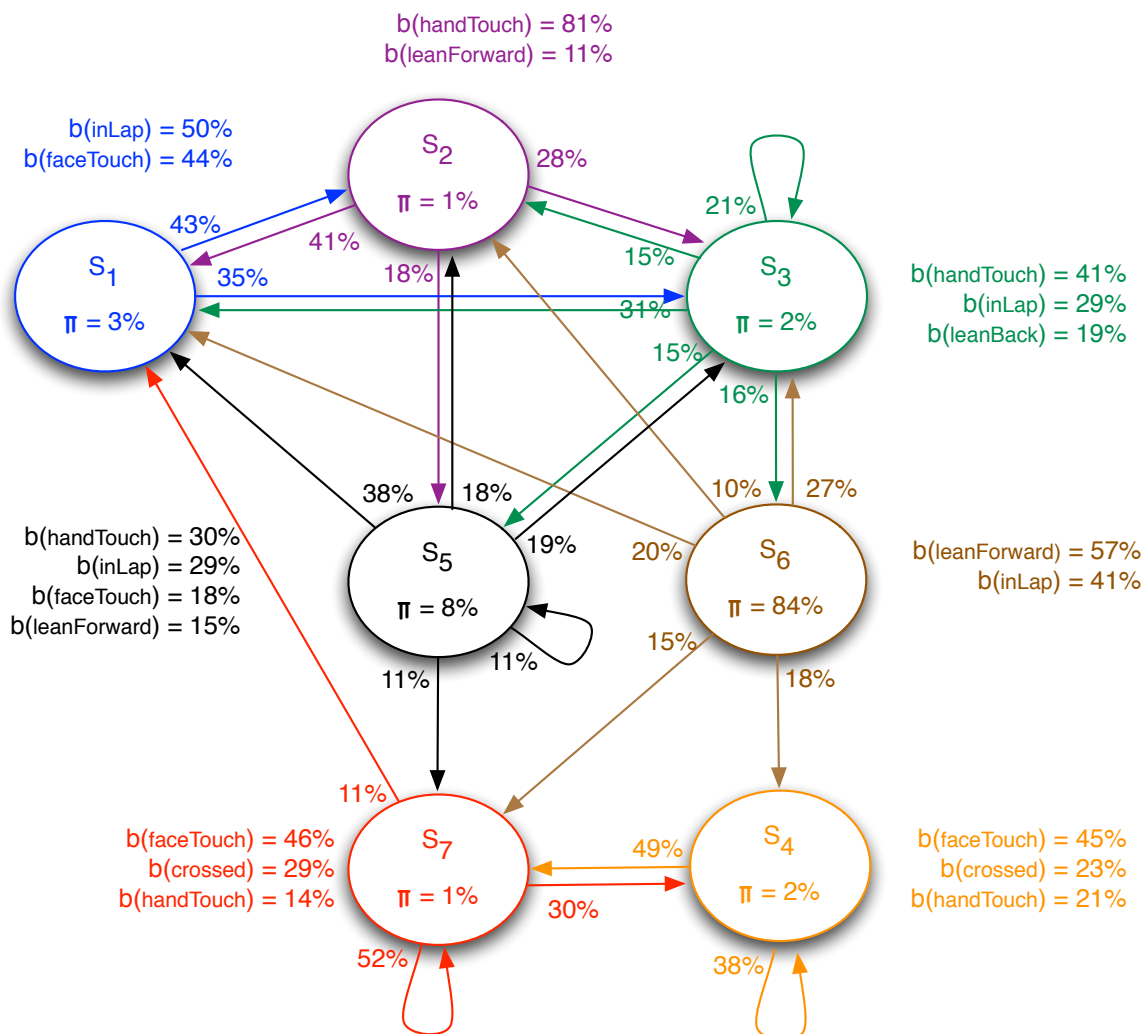 b(handTouch) = 81%
b(leanForward) = 11%
b(inLap) = 50%
b(faceTouch) = 44%
S2
π = 1%
28%
43%
41%
18%
21%
15%
S1
π = 3%
35%
31%
S3
π = 2%
b(handTouch) = 41%
b(inLap) = 29%
b(leanBack) = 19%
15%
16%
38%
18%
19%
10%
27%
20%
b(handTouch) = 30%
b(inLap) = 29%
b(faceTouch) = 18%
b(leanForward) = 15%
S5
π = 8%
11%
11%
S6
π = 84%
b(leanForward) = 57%
b(inLap) = 41%
15%
18%
11%
b(faceTouch) = 46%
b(crossed) = 29%
b(handTouch) = 14%
S7
π = 1%
49%
30%
52%
S4
π = 2%
38%
b(faceTouch) = 45%
b(crossed) = 23%
b(handTouch) = 21%